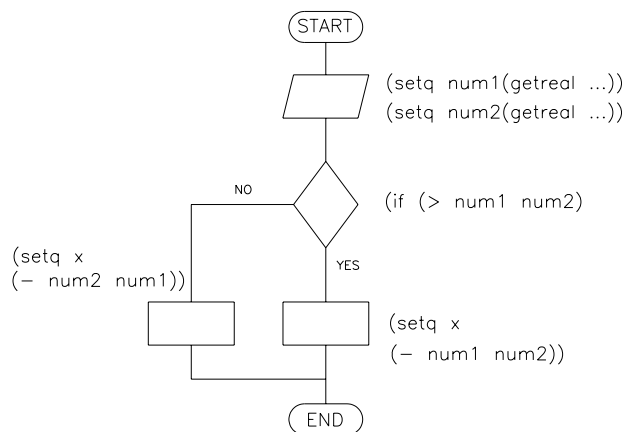 START
(setq num1(getreal ...))
(setq num2(getreal ...))
(if (> num1 num2)
NO
YES
(setq x
(- num2 num1))
(setq x
(- num1 num2))
END